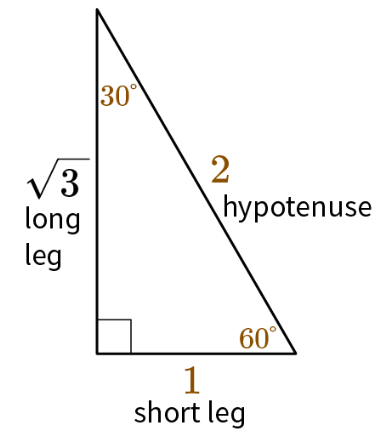 30°
√3
long
leg
2
hypotenuse
60°
1
short leg